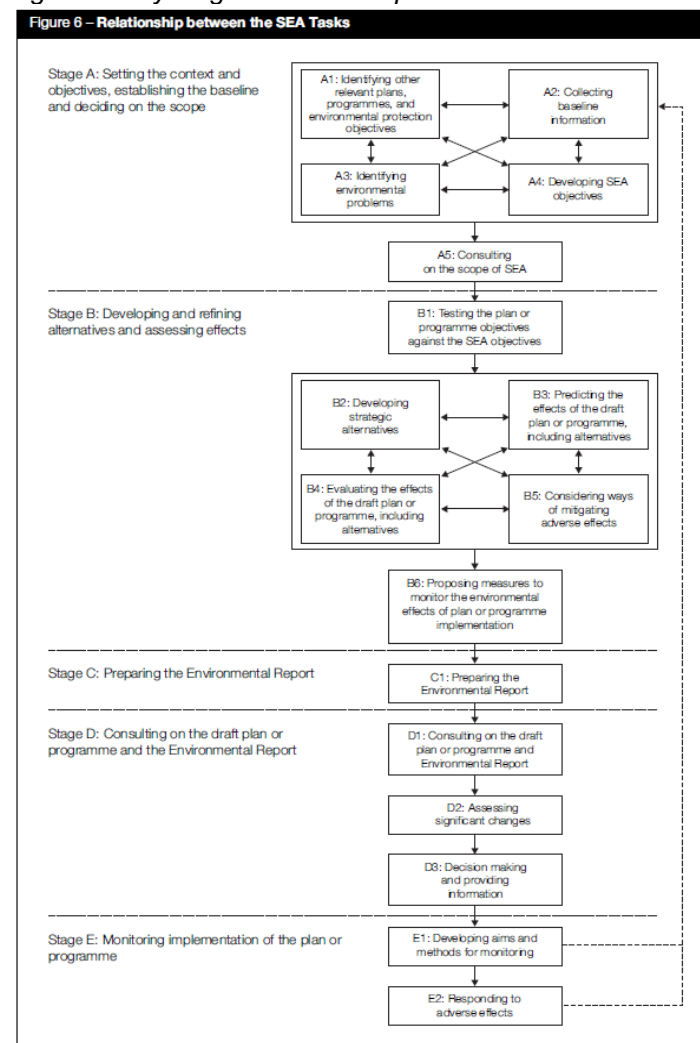 Figure 6 – Relationship between the SEA Tasks
Stage A: Setting the context and
objectives, establishing the baseline
and deciding on the scope
A1: Identifying other
relevant plans,
programmes, and
environmental protection
objectives
A2: Collecting
baseline
information
A3: Identifying
environmental
problems
A4: Developing SEA
objectives
A5: Consulting
on the scope of SEA
Stage B: Developing and refining
alternatives and assessing effects
B1: Testing the plan or
programme objectives
against the SEA objectives
B2: Developing
strategic
alternatives
B3: Predicting the
effects of the draft
plan or programme,
including alternatives
B4: Evaluating the effects
of the draft plan or
programme, including
alternatives
B5: Considering ways
of mitigating
adverse effects
B6: Proposing measures to
monitor the environmental
effects of plan or programme
implementation
Stage C: Preparing the Environmental Report
C1: Preparing the
Environmental Report
Stage D: Consulting on the draft plan or
programme and the Environmental Report
D1: Consulting on the draft
plan or programme and
Environmental Report
D2: Assessing
significant changes
D3: Decision making
and providing
information
Stage E: Monitoring implementation of the plan or
programme
E1: Developing aims and
methods for monitoring
E2: Responding to
adverse effects